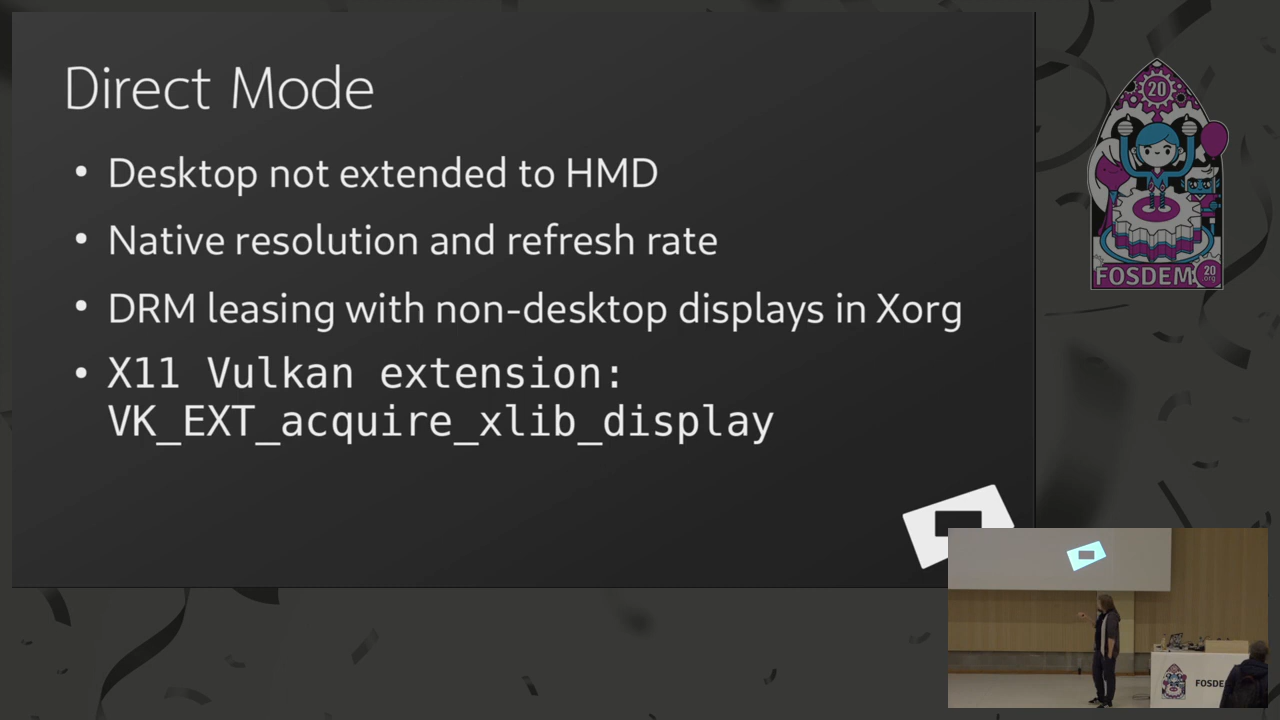 Direct Mode
• Desktop not extended to HMD
• Native resolution and refresh rate
• DRM leasing with non-desktop displays in Xorg
• X11 Vulkan extension:
VK_EXT_acquire_xlib_display
20
FOSDEM
20
.org
FOSDE